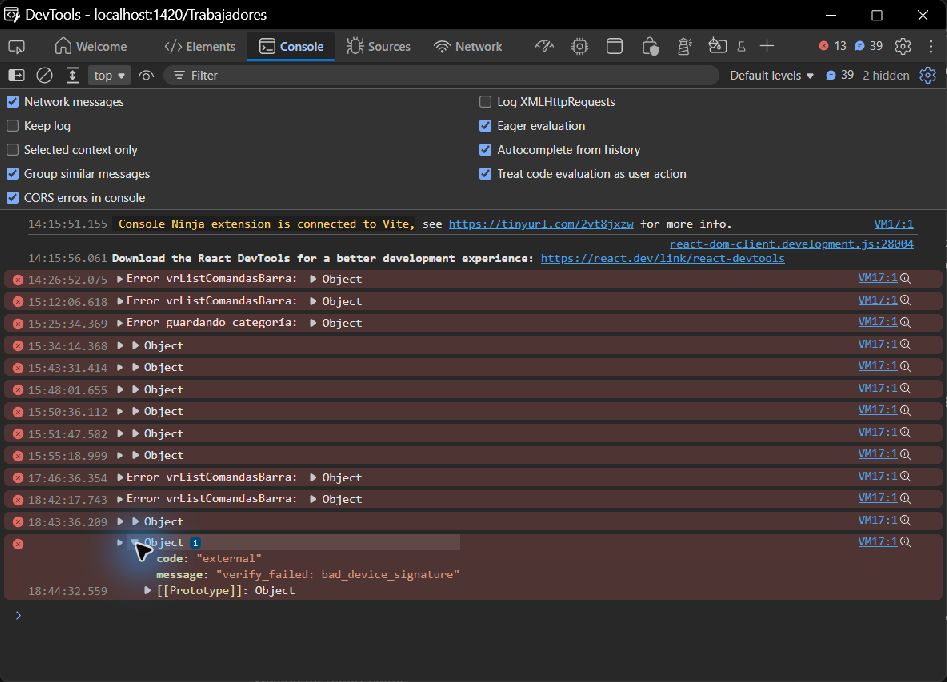 DevTools - localhost:1420/Trabajadores
Welcome Elements Console Sources Network 13 39
top Filter Default levels 39 2 hidden
Network messages Log XMLHttpRequests
Keep log Eager evaluation
Selected context only Autocomplete from history
Group similar messages Treat code evaluation as user action
CORS errors in console
14:15:51.155 Console Ninja extension is connected to Vite, see https://tinyurl.com/2vt8jxzw for more info. VM17:1
react-dom-client.development.js:28004
14:15:56.061 Download the React DevTools for a better development experience: https://react.dev/link/react-devtools
14:26:52.075 Error vrListComandasBarra: Object VM17:1
15:12:06.618 Error vrListComandasBarra: Object VM17:1
15:25:34.369 Error guardando categoría: Object VM17:1
15:34:14.368 Object VM17:1
15:43:31.414 Object VM17:1
15:48:01.655 Object VM17:1
15:50:36.112 Object VM17:1
15:51:47.582 Object VM17:1
15:55:18.999 Object VM17:1
17:46:36.354 Error vrListComandasBarra: Object VM17:1
18:42:17.743 Error vrListComandasBarra: Object VM17:1
18:43:36.209 Object VM17:1
Object i VM17:1
code: "external"
message: "verify_failed: bad_device_signature"
18:44:32.559 [[Prototype]]: Object